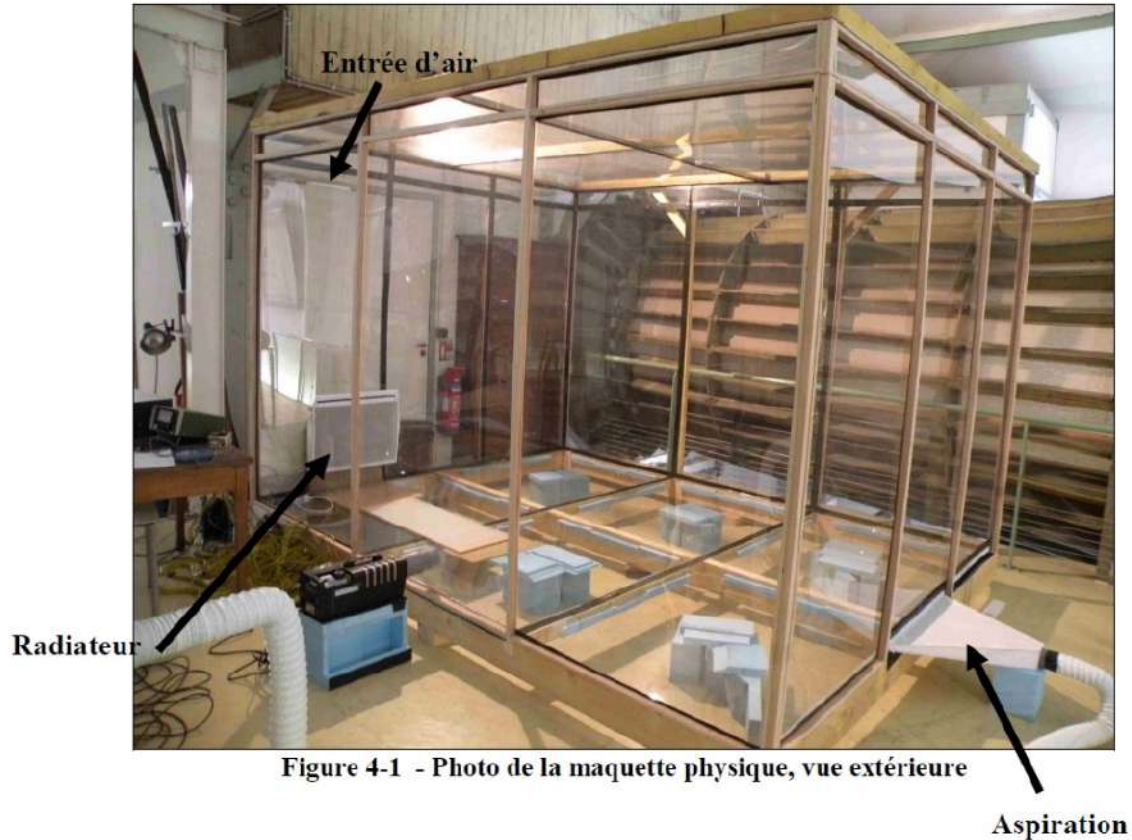 Entrée d'air
Radiateur
Figure 4-1 - Photo de la maquette physique, vue extérieure
Aspiration